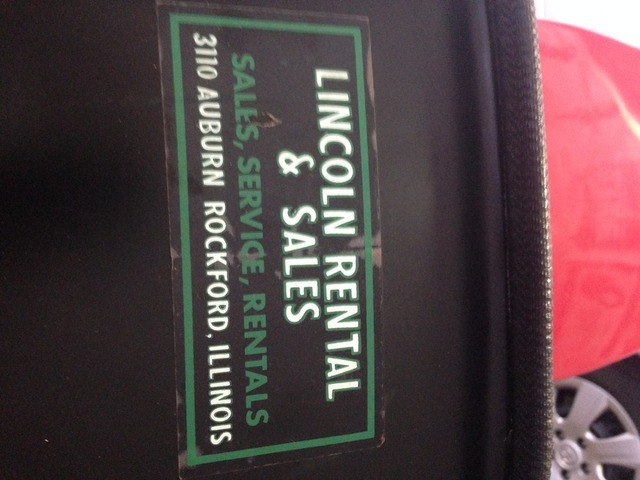 LINCOLN RENTAL
& SALES
SALES, SERVICE, RENTALS
3110 AUBURN ROCKFORD, ILLINOIS